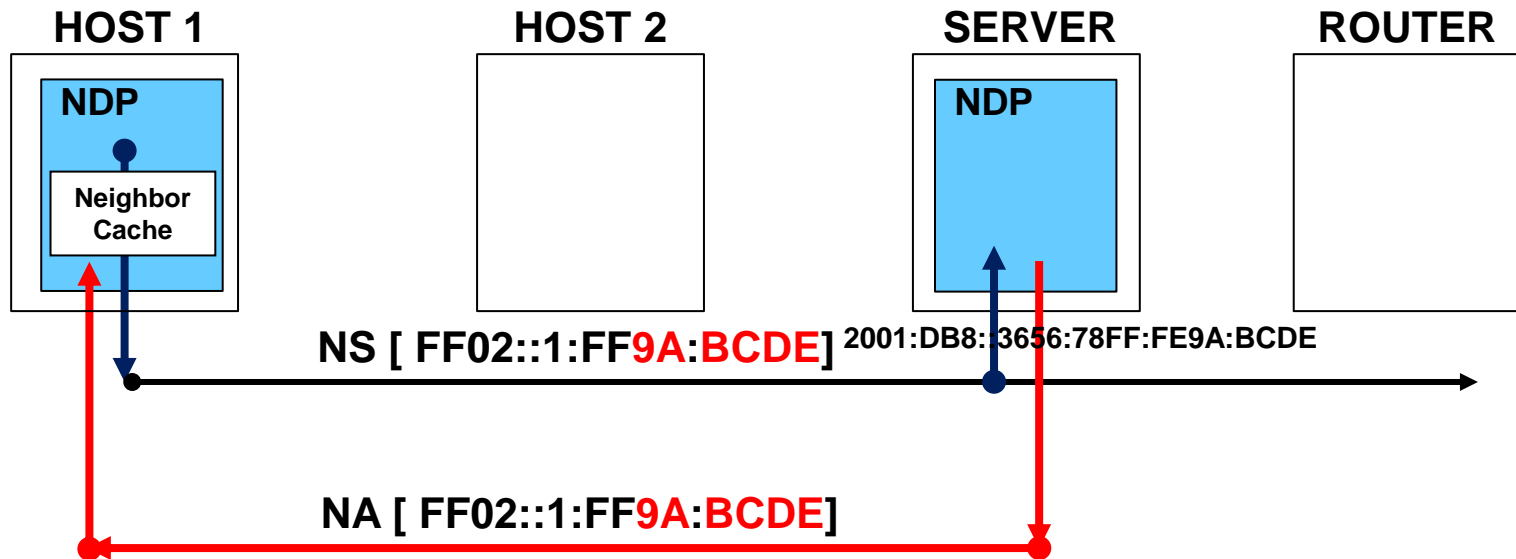 HOST 1
HOST 2
SERVER
ROUTER
NDP
NDP
Neighbor
Cache
NS [ FF02::1:FF9A:BCDE]
2001:DB8::3656:78FF:FE9A:BCDE
NA [ FF02::1:FF9A:BCDE]